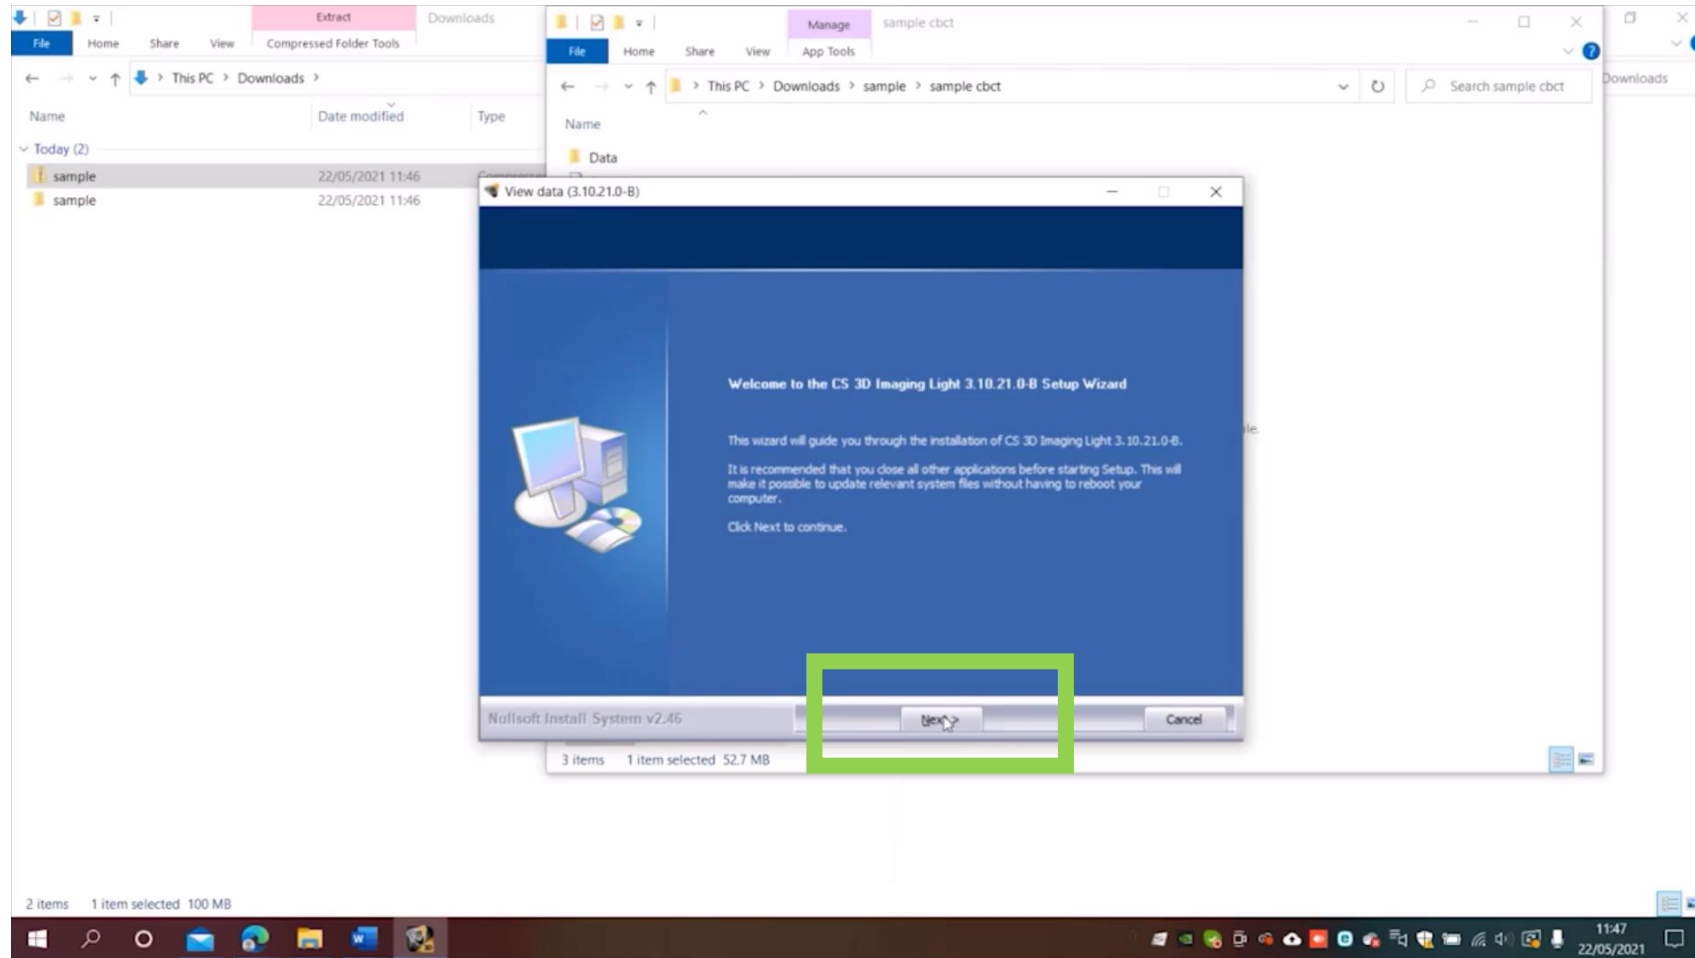 Extract
Downloads
File
Home
Share
View
Compressed Folder Tools
This PC > Downloads >
Name
Date modified
Type
Today (2)
sample
22/05/2021 11:46
sample
22/05/2021 11:46
2 items
1 item selected 100 MB
Manage
sample cbct
File
Home
Share
View
App Tools
> This PC > Downloads > sample > sample cbct
Search sample cbct
Downloads
Name
Data
View data (3.10.21.0-B)
Welcome to the CS 3D Imaging Light 3.10.21.0-B Setup Wizard
This wizard will guide you through the installation of CS 3D Imaging Light 3.10.21.0-B.
It is recommended that you close all other applications before starting Setup. This will
make it possible to update relevant system files without having to reboot your
computer.
Click Next to continue.
Nullsoft Install System v2.46
Next >
Cancel
3 items
1 item selected 52.7 MB
11:47
22/05/2021